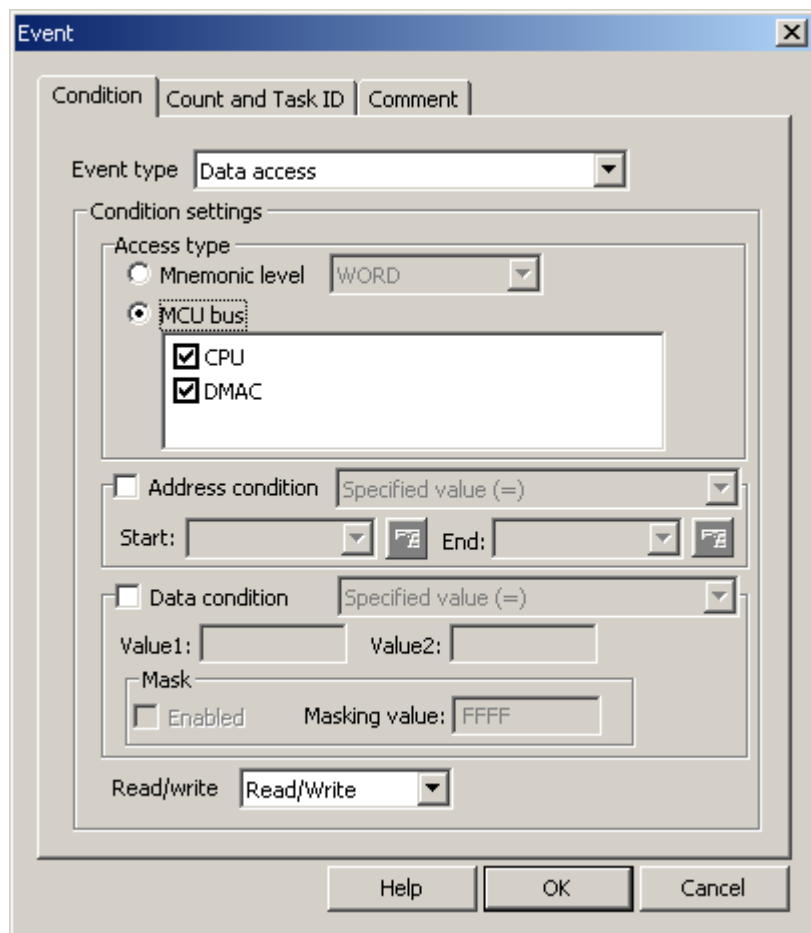 Event
Condition Count and Task ID Comment
Event type Data access
Condition settings
Access type
Mnemonic level WORD
MCU bus
CPU
DMAC
Address condition Specified value (=)
Start: End:
Data condition Specified value (=)
Value1: Value2:
Mask
Enabled Masking value: FFFF
Read/write Read/Write
Help OK Cancel